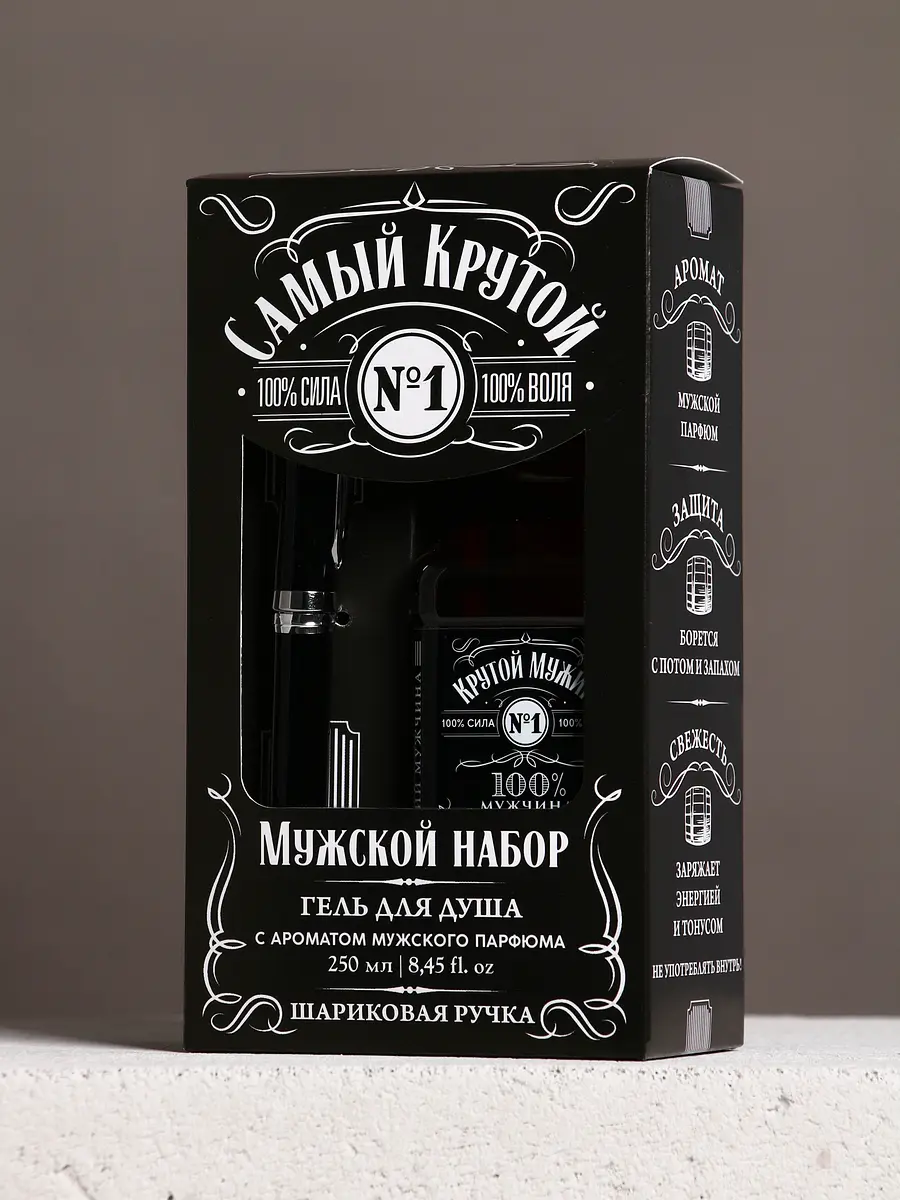 Самый Крутой
100% СИЛА №1 100% ВОЛЯ
Крутой
100% СИЛА №1 100%
100%
МУЖЧИНА
Мужской набор
ГЕЛЬ ДЛЯ ДУША
С АРОМАТОМ МУЖСКОГО ПАРФЮМА
250 мл | 8,45 fl. oz
ШАРИКОВАЯ РУЧКА
АРОМАТ
МУЖСКОЙ
ПАРФЮМ
ЗАЩИТА
БОРЕТСЯ
С ПОТОМ И ЗАПАХОМ
СВЕЖЕСТЬ
ЗАРЯЖАЕТ
ЭНЕРГИЕЙ
И ТОНУСОМ
НЕ УПОТРЕБЛЯТЬ ВНУТРЬ!